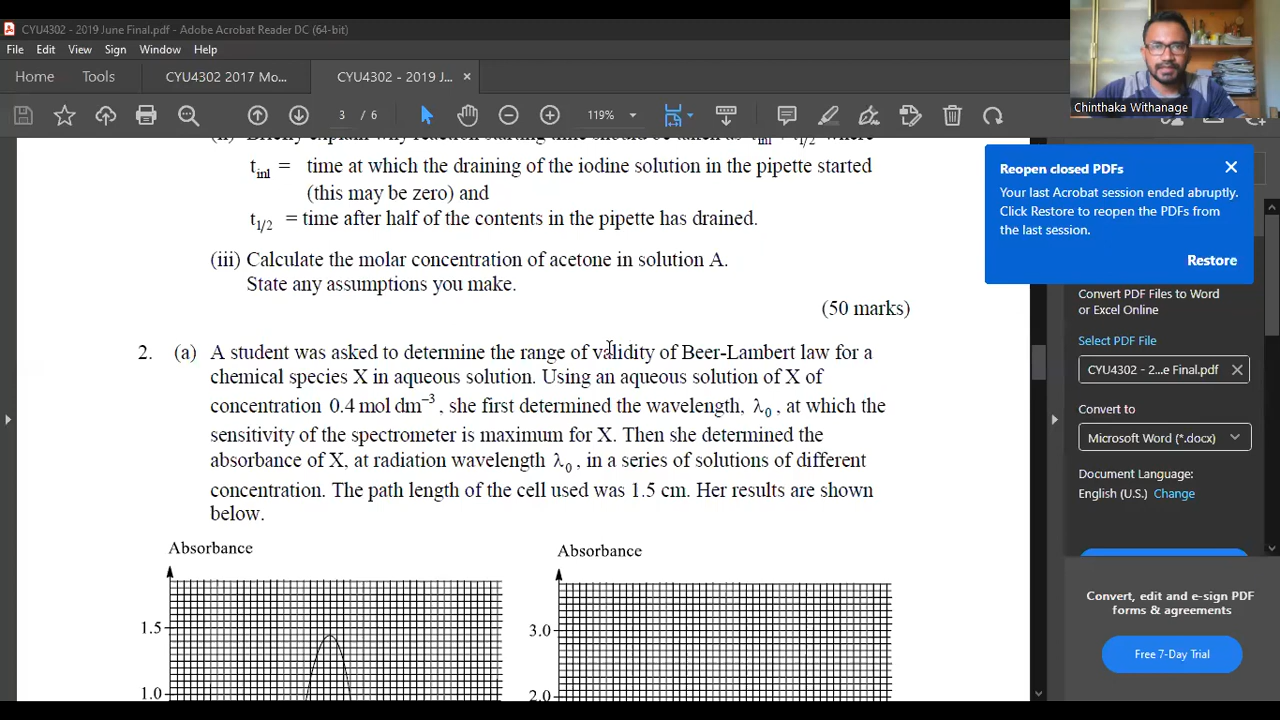 CYU4302 - 2019 June Final.pdf - Adobe Acrobat Reader DC (64-bit)
File Edit View Sign Window Help
Home Tools CYU4302 2017 Mo... CYU4302 - 2019 J... ×
3 / 6 119%
Chinthaka Withanage
(ii) Briefly explain why
should be taken as
where
t_inl = time at which the draining of the iodine solution in the pipette started
(this may be zero) and
t_1/2 = time after half of the contents in the pipette has drained.
(iii) Calculate the molar concentration of acetone in solution A.
State any assumptions you make.
(50 marks)
2. (a) A student was asked to determine the range of validity of Beer-Lambert law for a
chemical species X in aqueous solution. Using an aqueous solution of X of
concentration 0.4 mol dm⁻³, she first determined the wavelength, λ₀, at which the
sensitivity of the spectrometer is maximum for X. Then she determined the
absorbance of X, at radiation wavelength λ₀, in a series of solutions of different
concentration. The path length of the cell used was 1.5 cm. Her results are shown
below.
Absorbance
1.5
1.0
Absorbance
3.0
2.0
Reopen closed PDFs
Your last Acrobat session ended abruptly.
Click Restore to reopen the PDFs from
the last session.
Restore
Convert PDF Files to Word
or Excel Online
Select PDF File
CYU4302 - 2...e Final.pdf
Convert to
Microsoft Word (*.docx)
Document Language:
English (U.S.) Change
Convert, edit and e-sign PDF
forms & agreements
Free 7-Day Trial